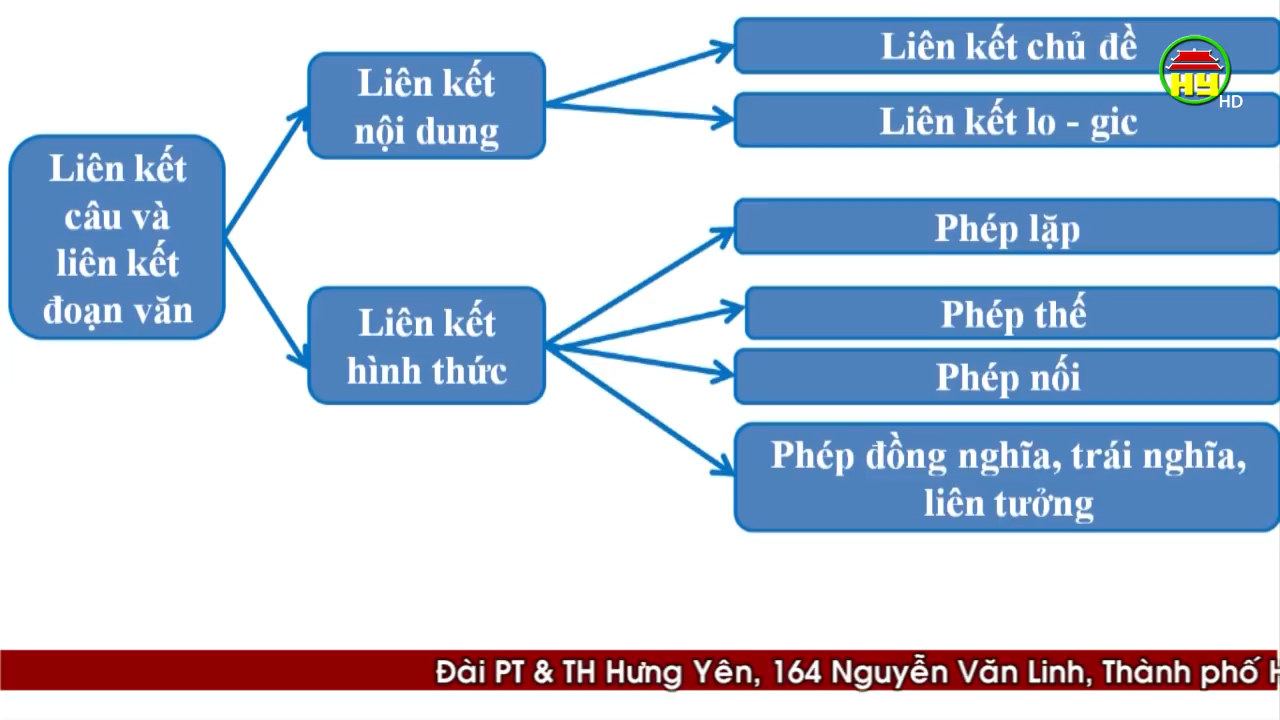 Liên kết
câu và
liên kết
đoạn văn
Liên kết
nội dung
Liên kết
hình thức
Liên kết chủ đề
Liên kết lo - gic
Phép lặp
Phép thế
Phép nối
Phép đồng nghĩa, trái nghĩa,
liên tưởng
HY
HD
Đài PT & TH Hưng Yên, 164 Nguyễn Văn Linh, Thành phố